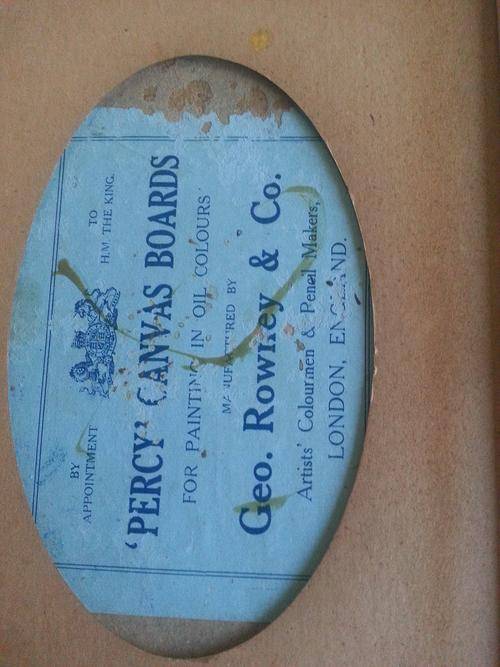 BY
APPOINTMENT
TO
H.M. THE KING.
'PERCY' CANVAS BOARDS
FOR PAINTING IN OIL COLOURS
MANUFACTURED BY
Geo. Rowney & Co.
Artists' Colourmen & Pencil Makers,
LONDON, ENGLAND.